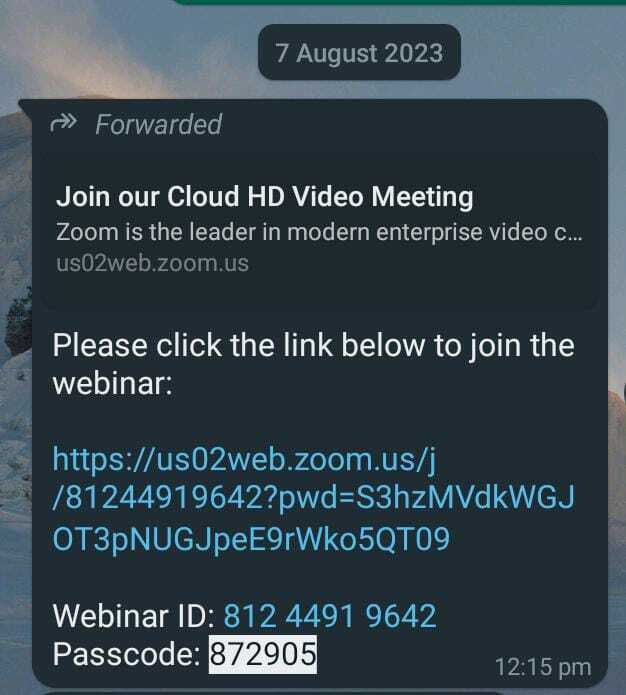 7 August 2023
Forwarded
Join our Cloud HD Video Meeting
Zoom is the leader in modern enterprise video c...
us02web.zoom.us
Please click the link below to join the
webinar:
https://us02web.zoom.us/j
/81244919642?pwd=S3hzMVdkWGJ
OT3pNUGJpeE9rWko5QT09
Webinar ID: 812 4491 9642
Passcode: 872905
12:15 pm